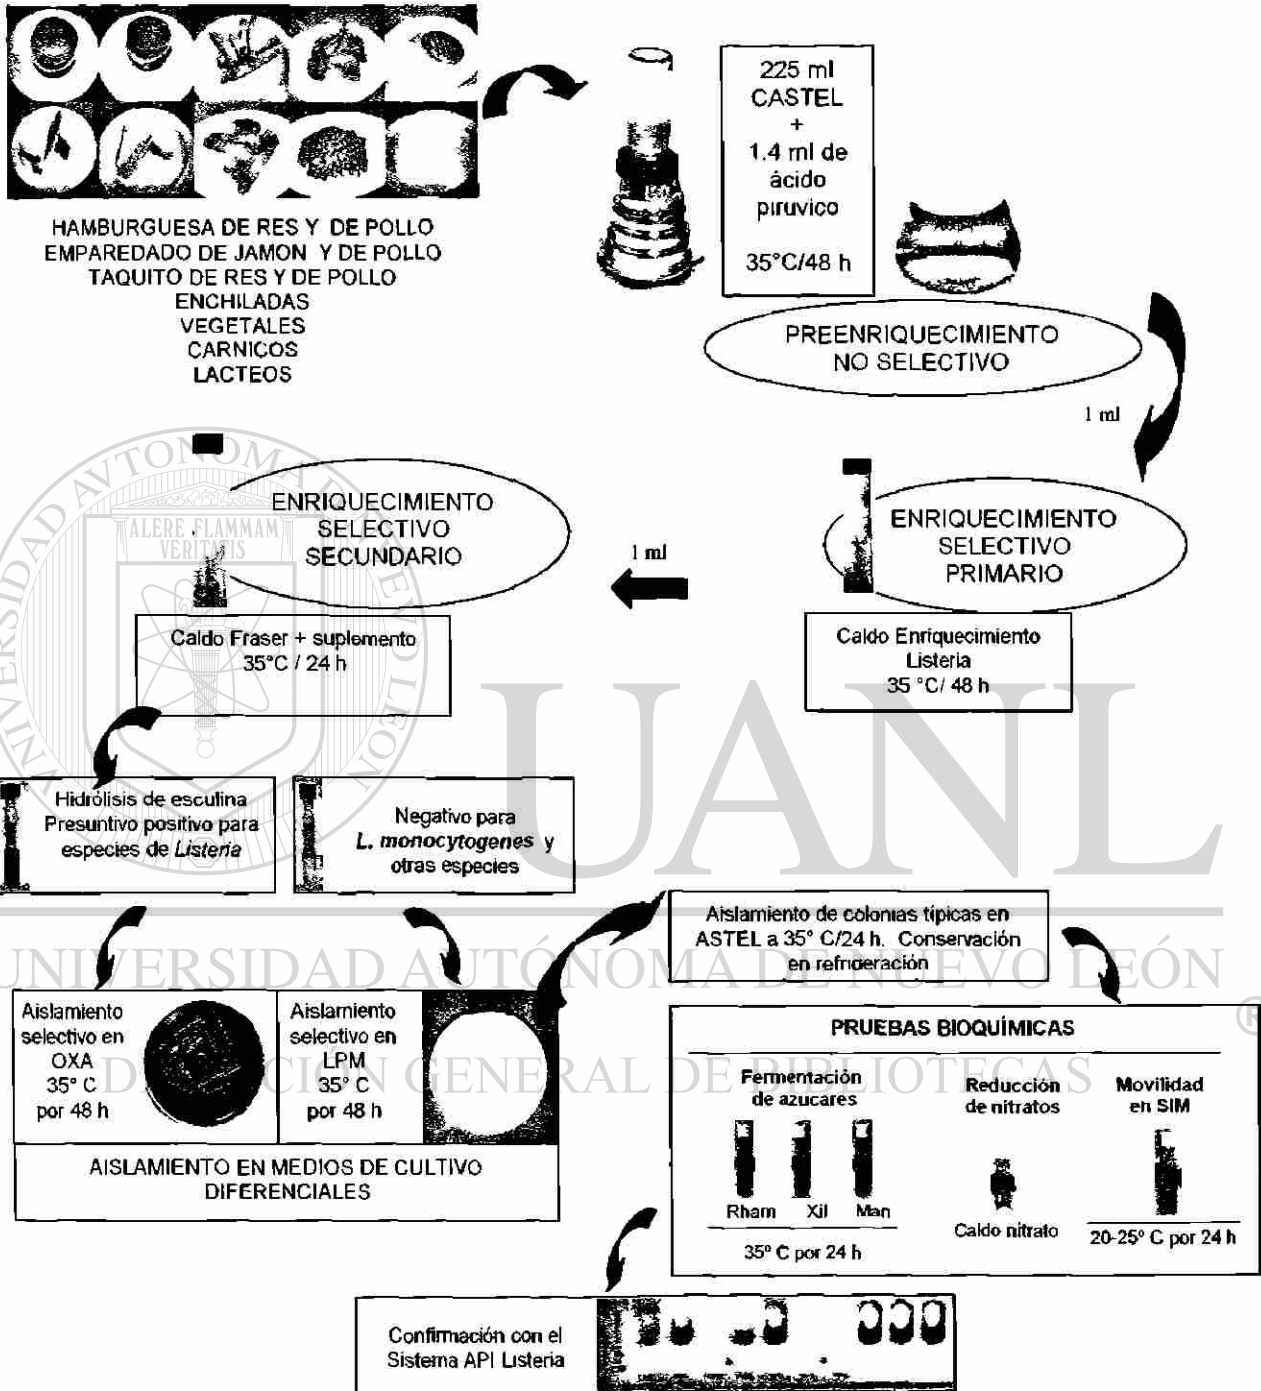 HAMBURGUESA DE RES Y DE POLLO
EMPAREDADO DE JAMON Y DE POLLO
TAQUITO DE RES Y DE POLLO
ENCHILADAS
VEGETALES
CARNICOS
LACTEOS
225 ml
CASTEL
+
1.4 ml de
ácido
piruvico
35°C/48 h
PREENRIQUECIMIENTO
NO SELECTIVO
1 ml
ENRIQUECIMIENTO
SELECTIVO
PRIMARIO
Caldo Enriquecimiento
Listeria
35 °C/ 48 h
1 ml
ENRIQUECIMIENTO
SELECTIVO
SECUNDARIO
Caldo Fraser + suplemento
35°C / 24 h
Hidrólisis de esculina
Presuntivo positivo para
especies de Listeria
Negativo para
L. monocytogenes y
otras especies
Aislamiento
selectivo en
OXA
35° C
por 48 h
Aislamiento
selectivo en
LPM
35° C
por 48 h
AISLAMIENTO EN MEDIOS DE CULTIVO
DIFERENCIALES
Aislamiento de colonias típicas en
ASTEL a 35° C/24 h. Conservación
en refrigeración
PRUEBAS BIOQUÍMICAS
Fermentación
de azucares
Rham Xil Man
35° C por 24 h
Reducción
de nitratos
Caldo nitrato
Movilidad
en SIM
20-25° C por 24 h
Confirmación con el
Sistema API Listeria
UNIVERSIDAD AVTONOMA DE NVEVO LEON
ALERE FLAMMAM
VERITATIS
UANL
UNIVERSIDAD AUTÓNOMA DE NUEVO LEÓN
®
DIRECCIÓN GENERAL DE BIBLIOTECAS